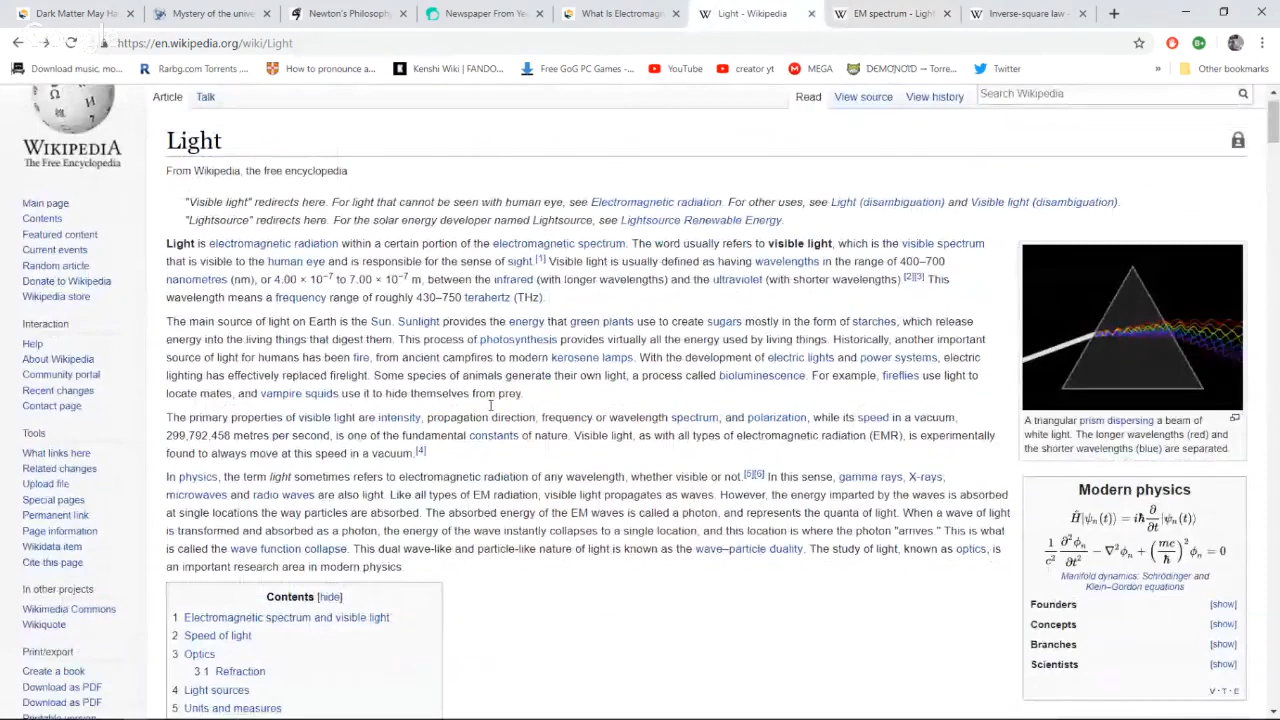 Dark Matter May Ha
Mystery of the unive
Newton's Philosophy
Newspaper From Ye
What Is Electromagn
Light - Wikipedia
EM spectrum - Light
Inverse-square law -
https://en.wikipedia.org/wiki/Light
Download music, mo...
Rarbg.com Torrents ,...
How to pronounce a...
Kenshi Wiki | FANDO...
Free GoG PC Games -...
YouTube
creator yt
MEGA
DEMONOID -- Torre...
Twitter
»
Other bookmarks
Article
Talk
Read
View source
View history
Search Wikipedia
WIKIPEDIA
The Free Encyclopedia
Main page
Contents
Featured content
Current events
Random article
Donate to Wikipedia
Wikipedia store
Interaction
Help
About Wikipedia
Community portal
Recent changes
Contact page
Tools
What links here
Related changes
Upload file
Special pages
Permanent link
Page information
Wikidata item
Cite this page
In other projects
Wikimedia Commons
Wikiquote
Print/export
Create a book
Download as PDF
Download as PDF
Printable version
Light
From Wikipedia, the free encyclopedia
"Visible light" redirects here. For light that cannot be seen with human eye, see Electromagnetic radiation. For other uses, see Light (disambiguation) and Visible light (disambiguation).
"Lightsource" redirects here. For the solar energy developer named Lightsource, see Lightsource Renewable Energy.
Light is electromagnetic radiation within a certain portion of the electromagnetic spectrum. The word usually refers to visible light, which is the visible spectrum
that is visible to the human eye and is responsible for the sense of sight.[1] Visible light is usually defined as having wavelengths in the range of 400–700
nanometres (nm), or 4.00 × 10−7 to 7.00 × 10−7 m, between the infrared (with longer wavelengths) and the ultraviolet (with shorter wavelengths).[2][3] This
wavelength means a frequency range of roughly 430–750 terahertz (THz).
The main source of light on Earth is the Sun. Sunlight provides the energy that green plants use to create sugars mostly in the form of starches, which release
energy into the living things that digest them. This process of photosynthesis provides virtually all the energy used by living things. Historically, another important
source of light for humans has been fire, from ancient campfires to modern kerosene lamps. With the development of electric lights and power systems, electric
lighting has effectively replaced firelight. Some species of animals generate their own light, a process called bioluminescence. For example, fireflies use light to
locate mates, and vampire squids use it to hide themselves from prey.
The primary properties of visible light are intensity, propagation direction, frequency or wavelength spectrum, and polarization, while its speed in a vacuum,
299,792,458 metres per second, is one of the fundamental constants of nature. Visible light, as with all types of electromagnetic radiation (EMR), is experimentally
found to always move at this speed in a vacuum.[4]
In physics, the term light sometimes refers to electromagnetic radiation of any wavelength, whether visible or not.[5][6] In this sense, gamma rays, X-rays,
microwaves and radio waves are also light. Like all types of EM radiation, visible light propagates as waves. However, the energy imparted by the waves is absorbed
at single locations the way particles are absorbed. The absorbed energy of the EM waves is called a photon, and represents the quanta of light. When a wave of light
is transformed and absorbed as a photon, the energy of the wave instantly collapses to a single location, and this location is where the photon "arrives." This is what
is called the wave function collapse. This dual wave-like and particle-like nature of light is known as the wave–particle duality. The study of light, known as optics, is
an important research area in modern physics.
Contents [hide]
1 Electromagnetic spectrum and visible light
2 Speed of light
3 Optics
3.1 Refraction
4 Light sources
5 Units and measures
A triangular prism dispersing a beam of
white light. The longer wavelengths (red) and
the shorter wavelengths (blue) are separated.
Modern physics
Ĥ|ψn(t)⟩ = iħ ∂/∂t |ψn(t)⟩
1/c² ∂²ϕn/∂t² − ∇²ϕn + (mc/ħ)² ϕn = 0
Manifold dynamics: Schrödinger and
Klein–Gordon equations
Founders [show]
Concepts [show]
Branches [show]
Scientists [show]
V · T · E